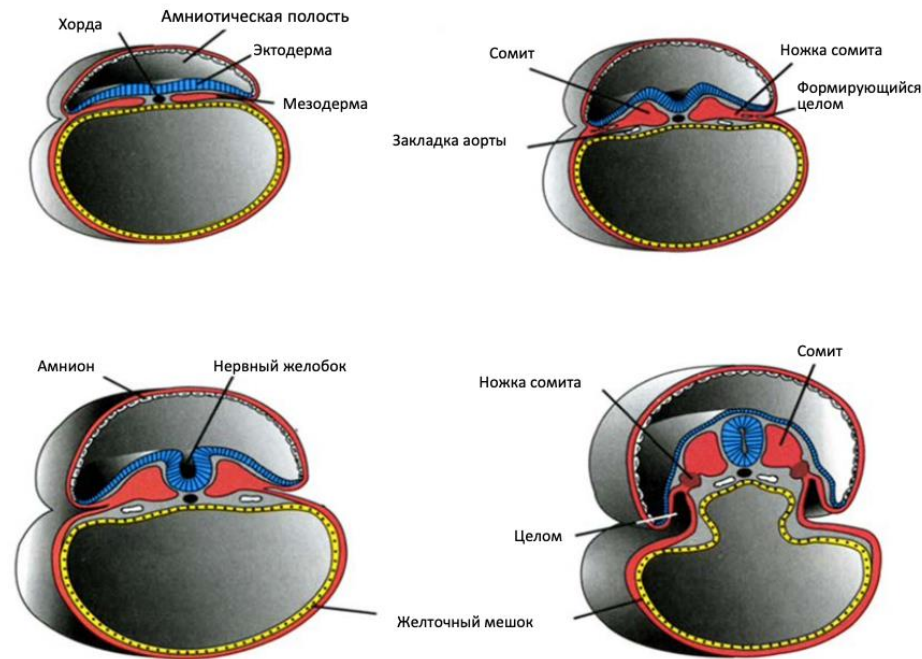 Хорда
Амниотическая полость
Эктодерма
Мезодерма
Сомит
Ножка сомита
Формирующийся
целом
Закладка аорты
Амнион
Нервный желобок
Желточный мешок
Ножка сомита
Сомит
Целом